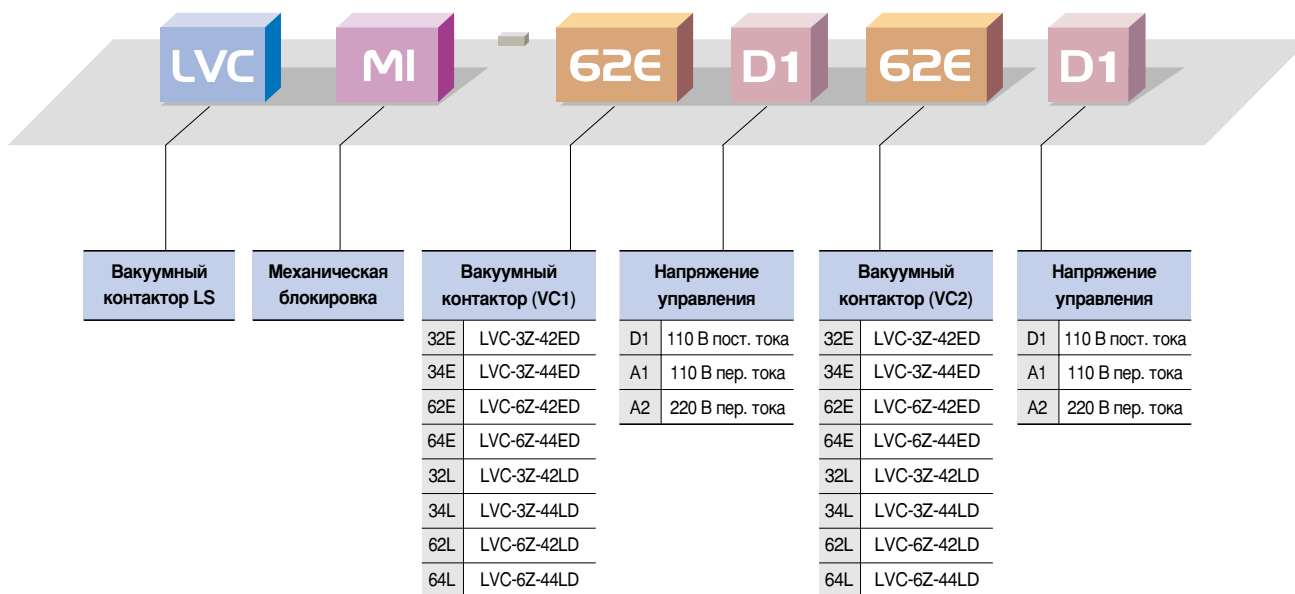 LVC MI 62E D1 62E D1
Вакуумный
контактор LS
Механическая
блокировка
Вакуумный
контактор (VC1)
32E LVC-3Z-42ED
34E LVC-3Z-44ED
62E LVC-6Z-42ED
64E LVC-6Z-44ED
32L LVC-3Z-42LD
34L LVC-3Z-44LD
62L LVC-6Z-42LD
64L LVC-6Z-44LD
Напряжение
управления
D1 110 В пост. тока
A1 110 В пер. тока
A2 220 В пер. тока
Вакуумный
контактор (VC2)
32E LVC-3Z-42ED
34E LVC-3Z-44ED
62E LVC-6Z-42ED
64E LVC-6Z-44ED
32L LVC-3Z-42LD
34L LVC-3Z-44LD
62L LVC-6Z-42LD
64L LVC-6Z-44LD
Напряжение
управления
D1 110 В пост. тока
A1 110 В пер. тока
A2 220 В пер. тока